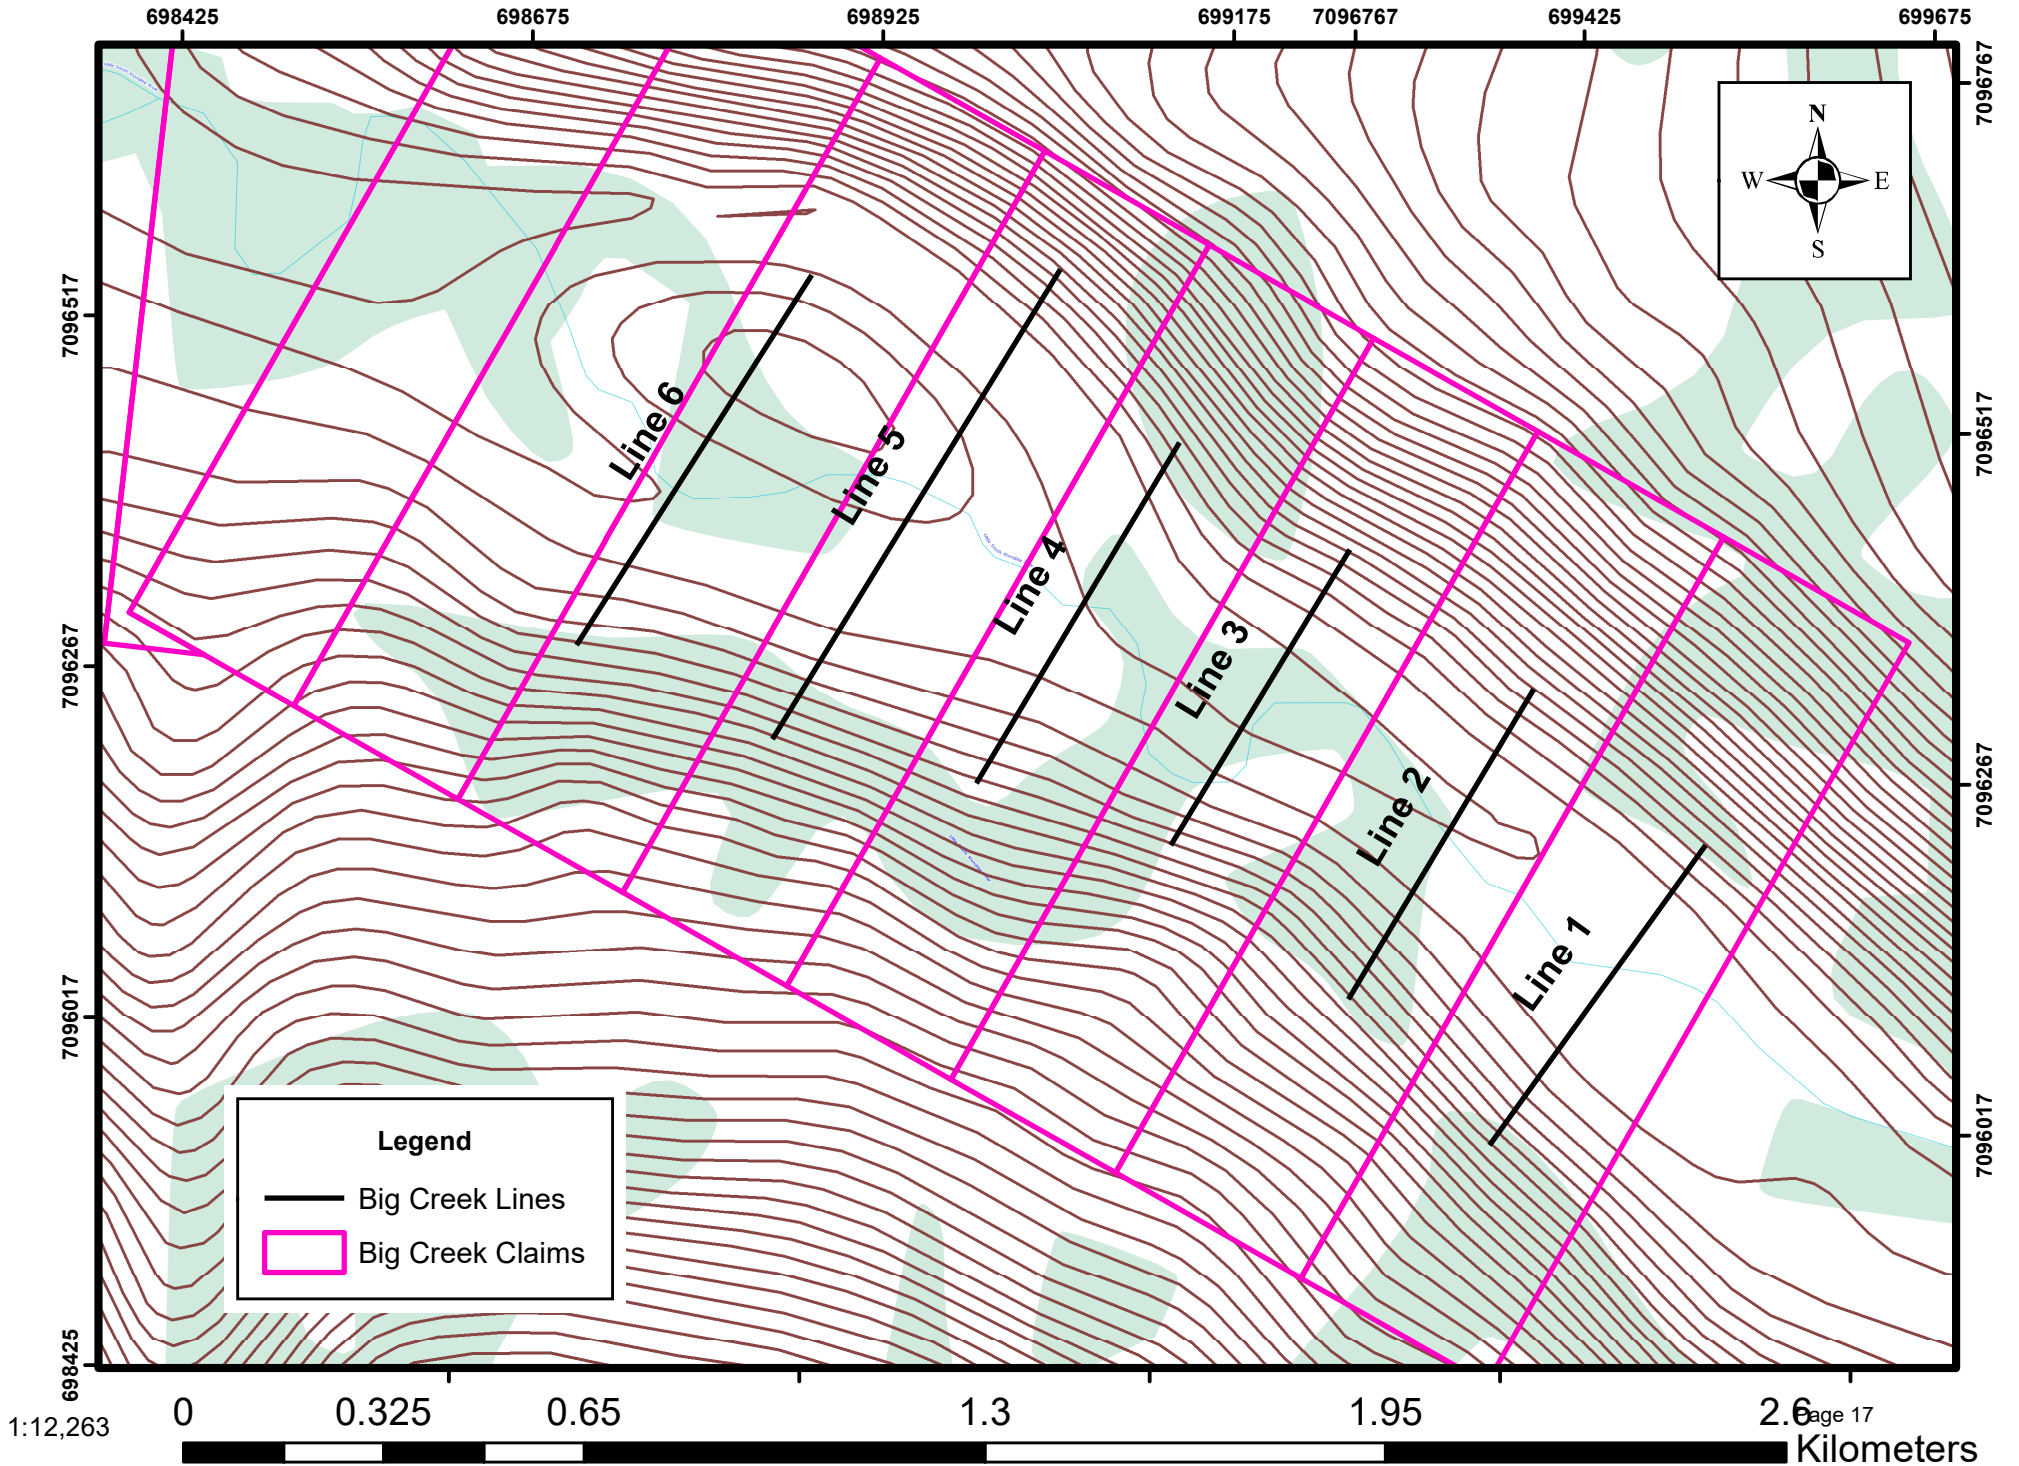 698425 698675 698925 699175 7096767 699425 699675
7096767
N
W E
S
7096517
7096517
Line 6
Line 5
Line 4
Line 3
Line 2
Line 1
7096267
7096267
7096017
7096017
698425
Legend
Big Creek Lines
Big Creek Claims
0 0.325 0.65 1.3 1.95 2.6
1:12,263
age 17
Kilometers